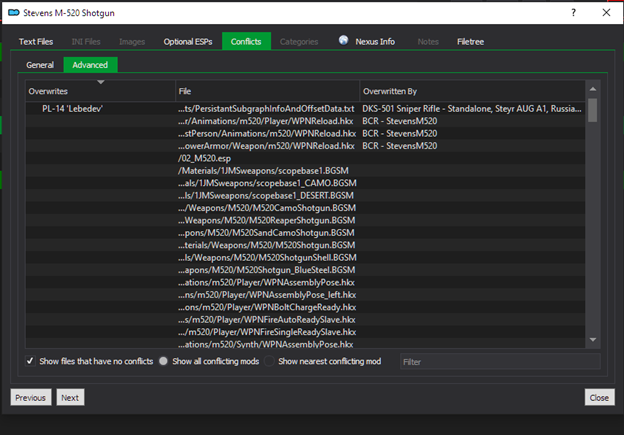 Stevens M-520 Shotgun
Text Files INI Files Images Optional ESPs Conflicts Categories Nexus Info Notes Filetree
General Advanced
Overwrites File Overwritten By
PL-14 'Lebedev' ...ts/PersistantSubgraphInfoAndOffsetData.txt DKS-501 Sniper Rifle - Standalone, Steyr AUG A1, Russia...
...r/Animations/m520/Player/WPNReload.hkx BCR - StevensM520
...stPerson/Animations/m520/WPNReload.hkx BCR - StevensM520
...owerArmor/Weapon/m520/WPNReload.hkx BCR - StevensM520
/02_M520.esp
/Materials/1JMSweapons/scopebase1.BGSM
...als/1JMSweapons/scopebase1_CAMO.BGSM
...ls/1JMSweapons/scopebase1_DESERT.BGSM
.../Weapons/M520/M520CamoShotgun.BGSM
...Weapons/M520/M520ReaperShotgun.BGSM
...pons/M520/M520SandCamoShotgun.BGSM
...terials/Weapons/M520/M520Shotgun.BGSM
...ls/Weapons/M520/M520ShotgunShell.BGSM
...apons/M520/M520Shotgun_BlueSteel.BGSM
...ations/m520/Player/WPNAssemblyPose.hkx
...ns/m520/Player/WPNAssemblyPose_left.hkx
...ons/m520/Player/WPNBoltChargeReady.hkx
...s/m520/Player/WPNFireAutoReadySlave.hkx
.../m520/Player/WPNFireSingleReadySlave.hkx
...ations/m520/Synth/WPNAssemblyPose.hkx
Show files that have no conflicts Show all conflicting mods Show nearest conflicting mod Filter
Previous Next Close